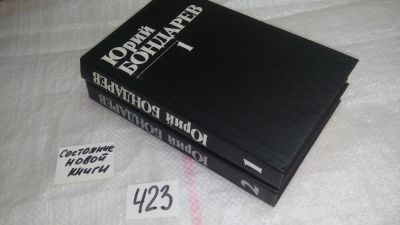 Юрий
БОНДАРЕВ
1
Юрий БОНДАРЕВ 1
Юрий БОНДАРЕВ 2
СОСТОЯНИЕ
НОВОЙ
КНИГИ
423